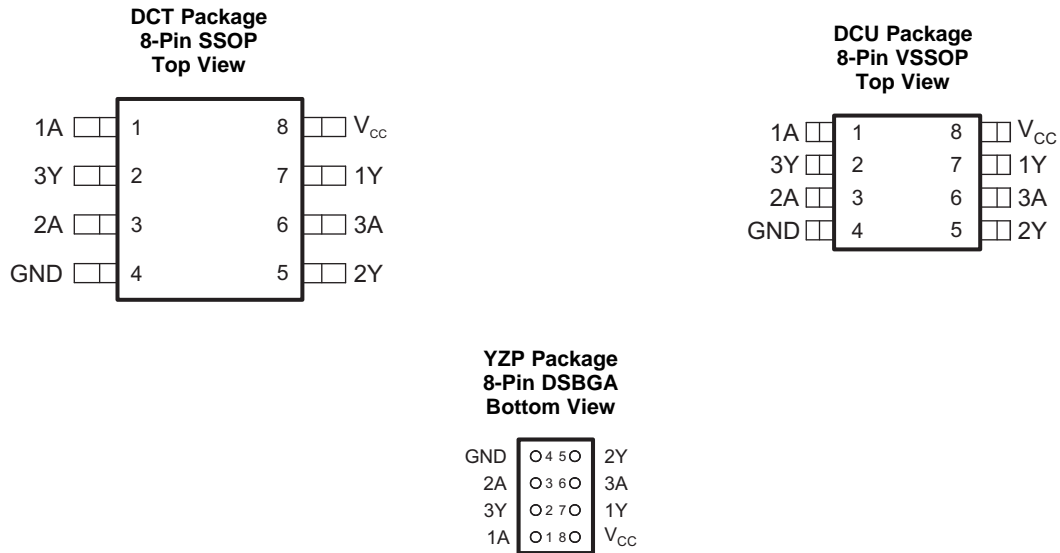 DCT Package
8-Pin SSOP
Top View
1A 1 8 VCC
3Y 2 7 1Y
2A 3 6 3A
GND 4 5 2Y
DCU Package
8-Pin VSSOP
Top View
1A 1 8 VCC
3Y 2 7 1Y
2A 3 6 3A
GND 4 5 2Y
YZP Package
8-Pin DSBGA
Bottom View
GND 4 5 2Y
2A 3 6 3A
3Y 2 7 1Y
1A 1 8 VCC